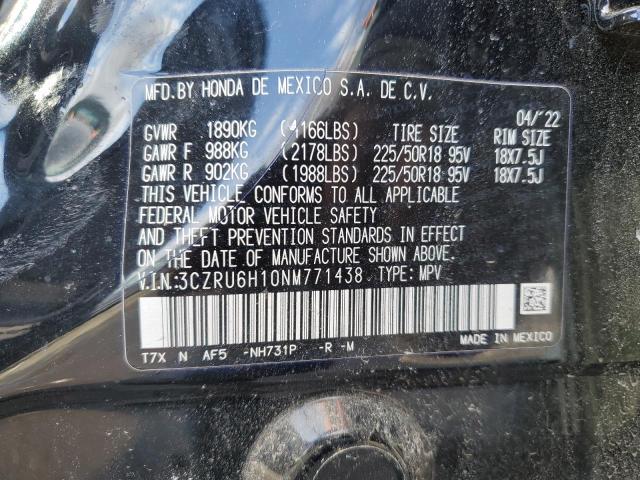 MFD. BY HONDA DE MEXICO S.A. DE C.V.
04/'22
GVWR 1890KG (4166LBS) TIRE SIZE RIM SIZE
GAWR F 988KG (2178LBS) 225/50R18 95V 18X7.5J
GAWR R 902KG (1988LBS) 225/50R18 95V 18X7.5J
THIS VEHICLE CONFORMS TO ALL APPLICABLE
FEDERAL MOTOR VEHICLE SAFETY
AND THEFT PREVENTION STANDARDS IN EFFECT
ON THE DATE OF MANUFACTURE SHOWN ABOVE.
V.I.N.:3CZRU6H10NM771438 TYPE: MPV
T7X N AF5 -NH731P -R -M
MADE IN MEXICO